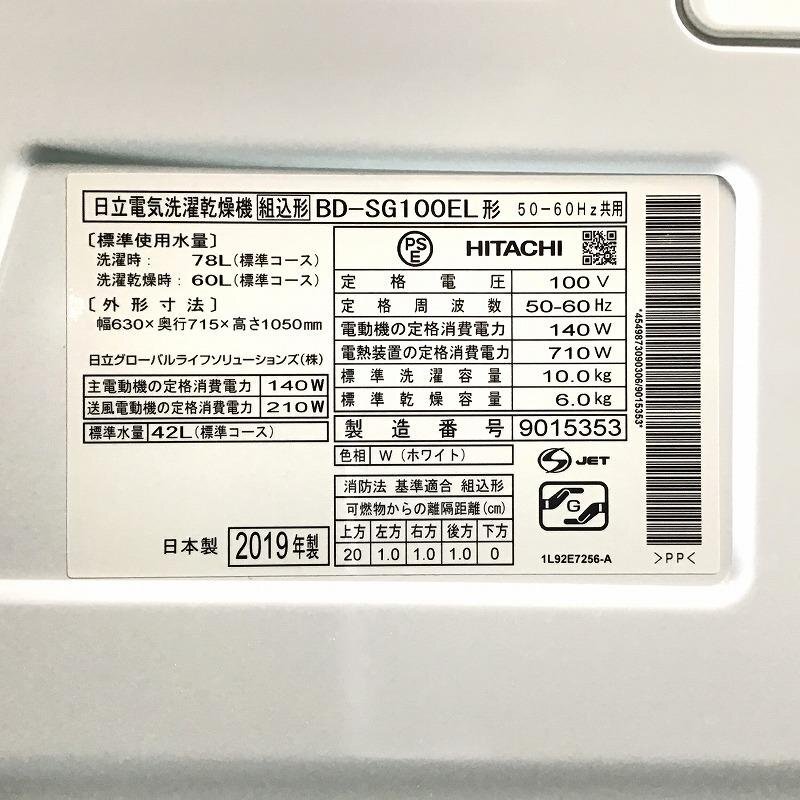 日立電気洗濯乾燥機 組込形 BD-SG100EL形 50-60Hz共用
〔標準使用水量〕
洗濯時： 78L(標準コース)
洗濯乾燥時：60L(標準コース)
〔外形寸法〕
幅630×奥行715×高さ1050mm
日立グローバルライフソリューションズ(株)
主電動機の定格消費電力 140W
送風電動機の定格消費電力 210W
標準水量 42L(標準コース)
日本製 2019年製
PSE HITACHI
定格電圧 100V
定格周波数 50-60Hz
電動機の定格消費電力 140W
電熱装置の定格消費電力 710W
標準洗濯容量 10.0kg
標準乾燥容量 6.0kg
製造番号 9015353
色相 W(ホワイト)
S JET
消防法 基準適合 組込形
可燃物からの離隔距離(cm)
上方 左方 右方 後方 下方
20 1.0 1.0 1.0 0
G
1L92E7256-A
*4549873090306/9015353*
>PP<